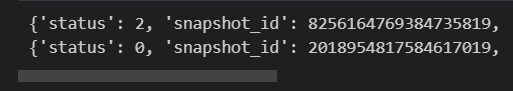 {'status': 2, 'snapshot_id': 8256164769384735819,
{'status': 0, 'snapshot_id': 2018954817584617019,